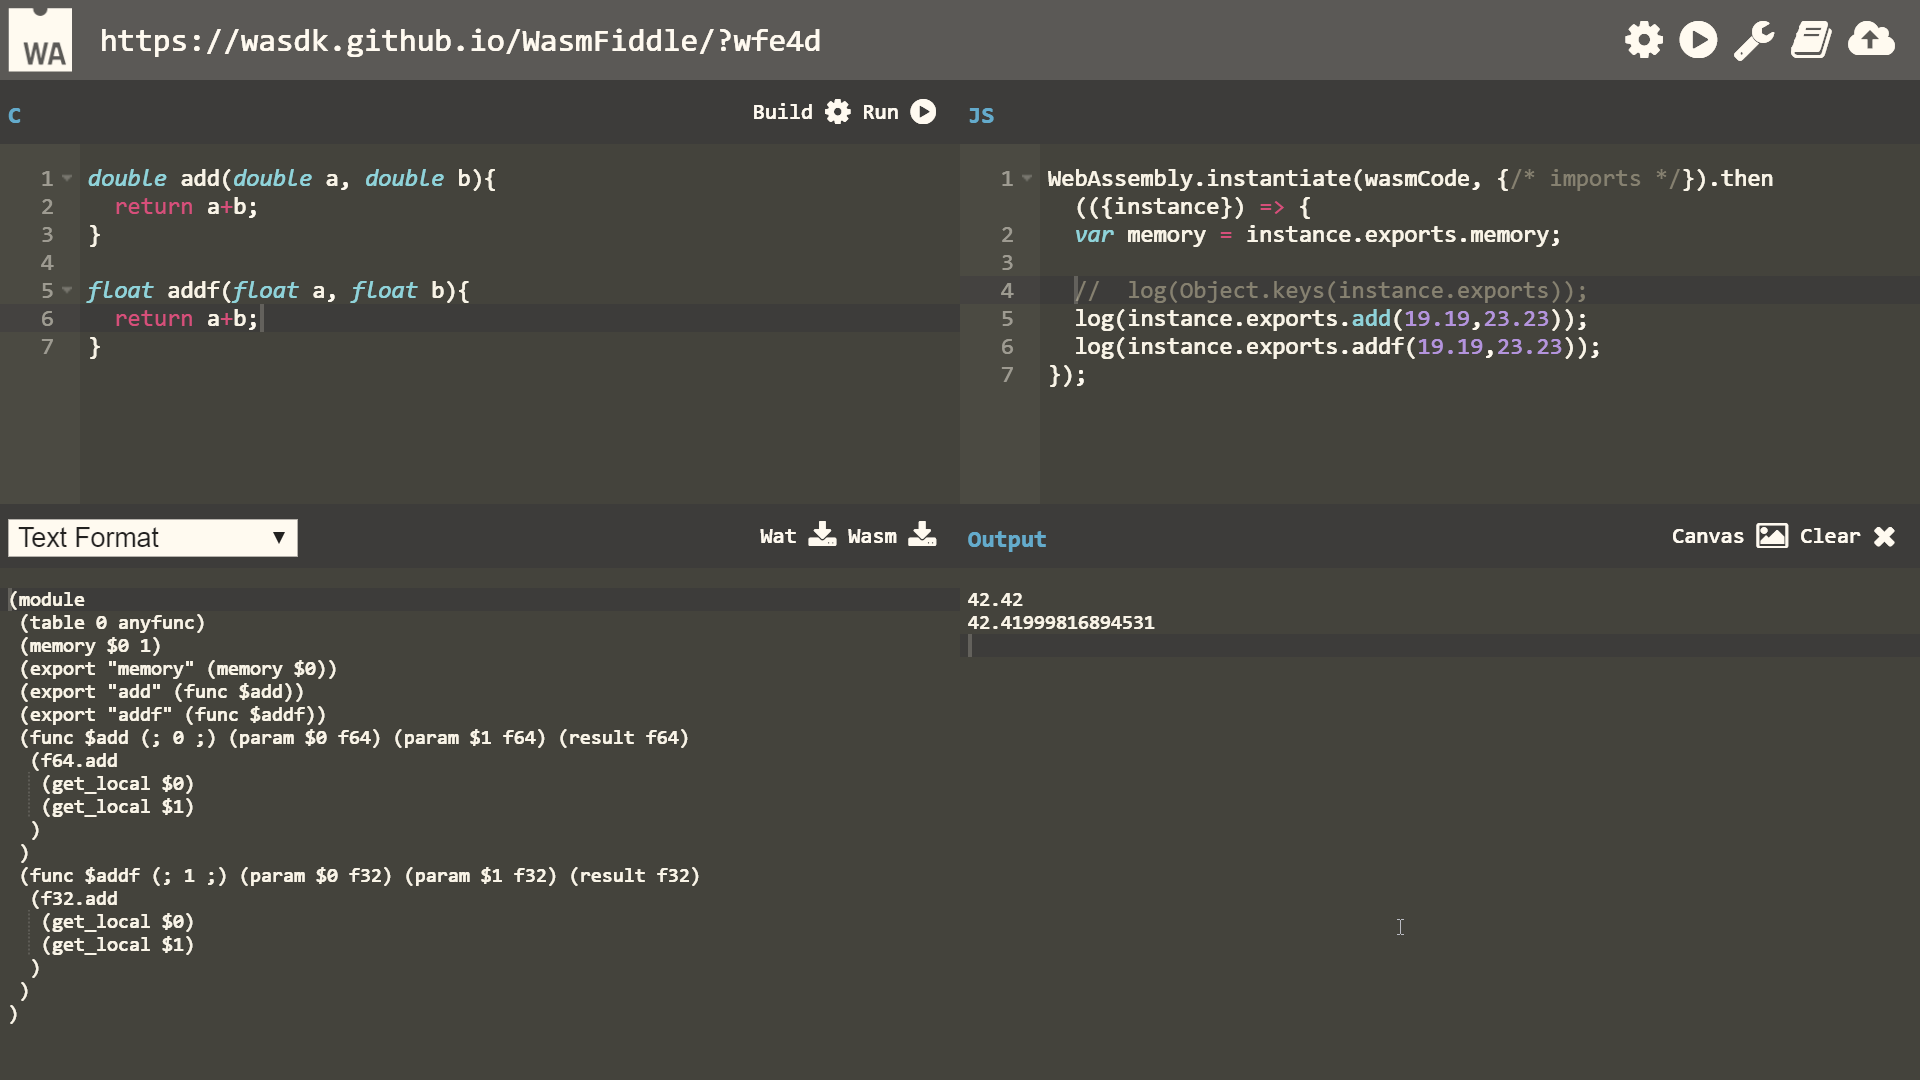 WA
https://wasdk.github.io/WasmFiddle/?wfe4d
C
Build Run
1 double add(double a, double b){
2   return a+b;
3 }
4
5 float addf(float a, float b){
6   return a+b;
7 }
JS
1 WebAssembly.instantiate(wasmCode, {/* imports */}).then
(({instance}) => {
2   var memory = instance.exports.memory;
3
4   //  log(Object.keys(instance.exports));
5   log(instance.exports.add(19.19,23.23));
6   log(instance.exports.addf(19.19,23.23));
7 });
Text Format
Wat Wasm
(module
 (table 0 anyfunc)
 (memory $0 1)
 (export "memory" (memory $0))
 (export "add" (func $add))
 (export "addf" (func $addf))
 (func $add (; 0 ;) (param $0 f64) (param $1 f64) (result f64)
  (f64.add
   (get_local $0)
   (get_local $1)
  )
 )
 (func $addf (; 1 ;) (param $0 f32) (param $1 f32) (result f32)
  (f32.add
   (get_local $0)
   (get_local $1)
  )
 )
)
Output
Canvas Clear
42.42
42.41999816894531